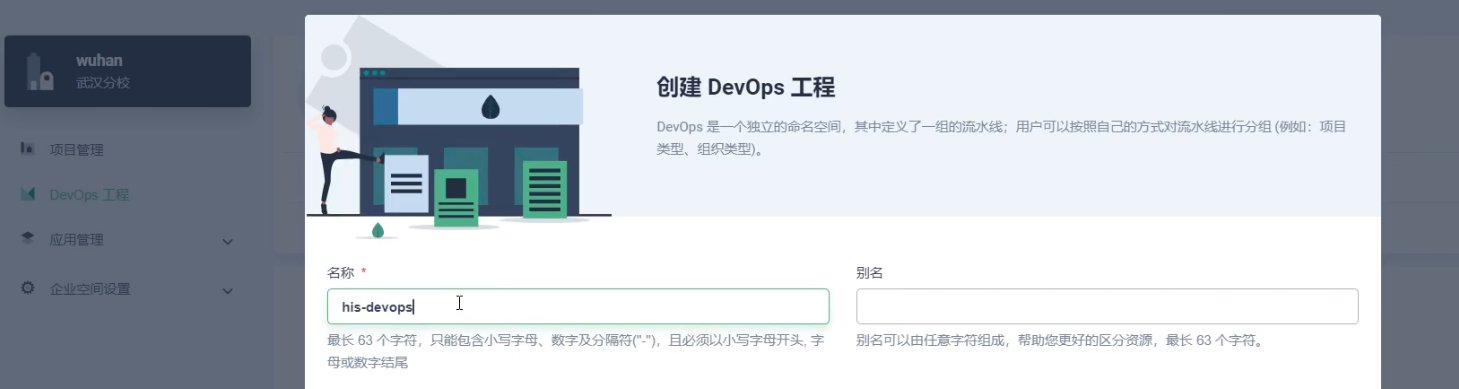 wuhan
武汉分校
项目管理
DevOps 工程
应用管理
企业空间设置
创建 DevOps 工程
DevOps 是一个独立的命名空间，其中定义了一组的流水线；用户可以按照自己的方式对流水线进行分组 (例如：项目
类型、组织类型)。
名称 *
his-devops
最长 63 个字符，只能包含小写字母、数字及分隔符("-")，且必须以小写字母开头, 字
母或数字结尾
别名
别名可以由任意字符组成，帮助您更好的区分资源，最长 63 个字符。